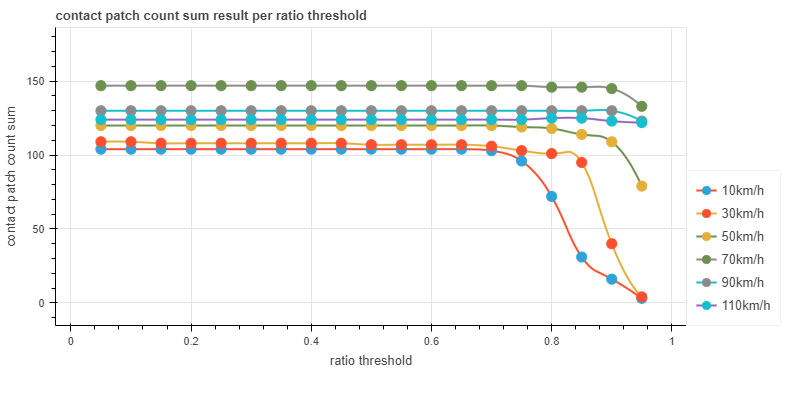 contact patch count sum result per ratio threshold
contact patch count sum
150
100
50
0
0
0.2
0.4
0.6
0.8
1
ratio threshold
10km/h
30km/h
50km/h
70km/h
90km/h
110km/h